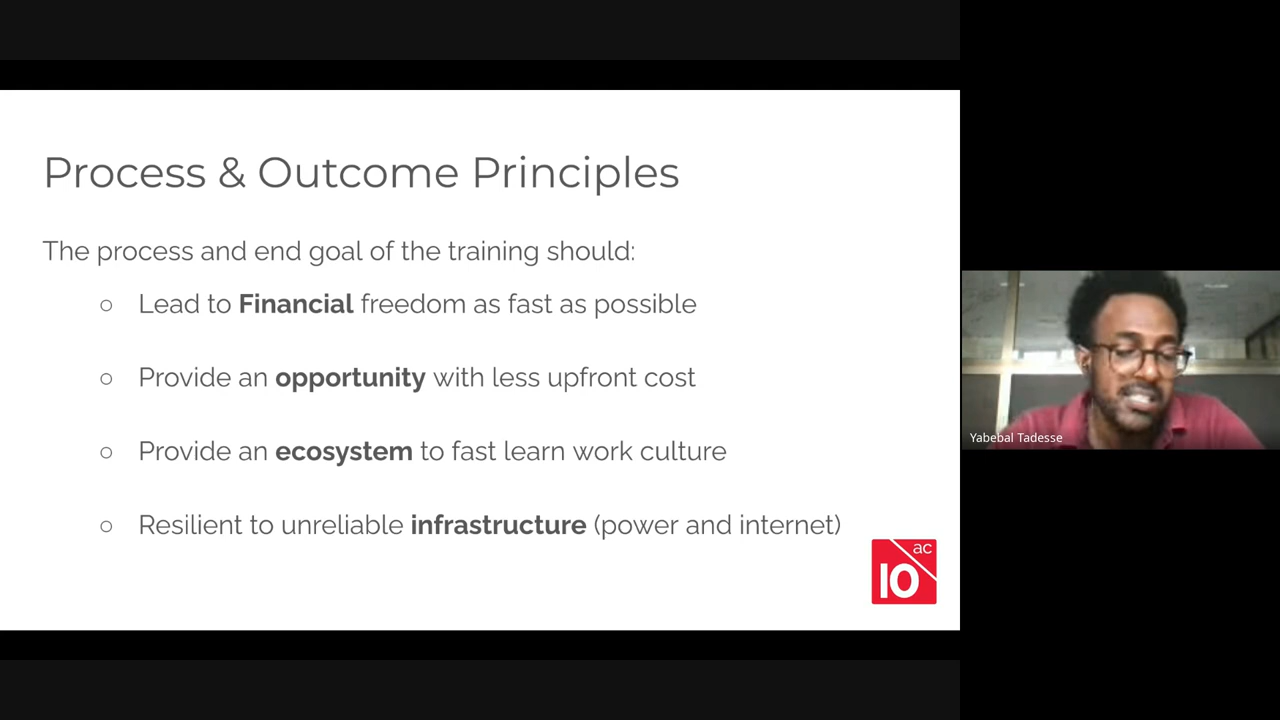 Process & Outcome Principles
The process and end goal of the training should:
○ Lead to Financial freedom as fast as possible
○ Provide an opportunity with less upfront cost
○ Provide an ecosystem to fast learn work culture
○ Resilient to unreliable infrastructure (power and internet)
ac
10
Yabebal Tadesse